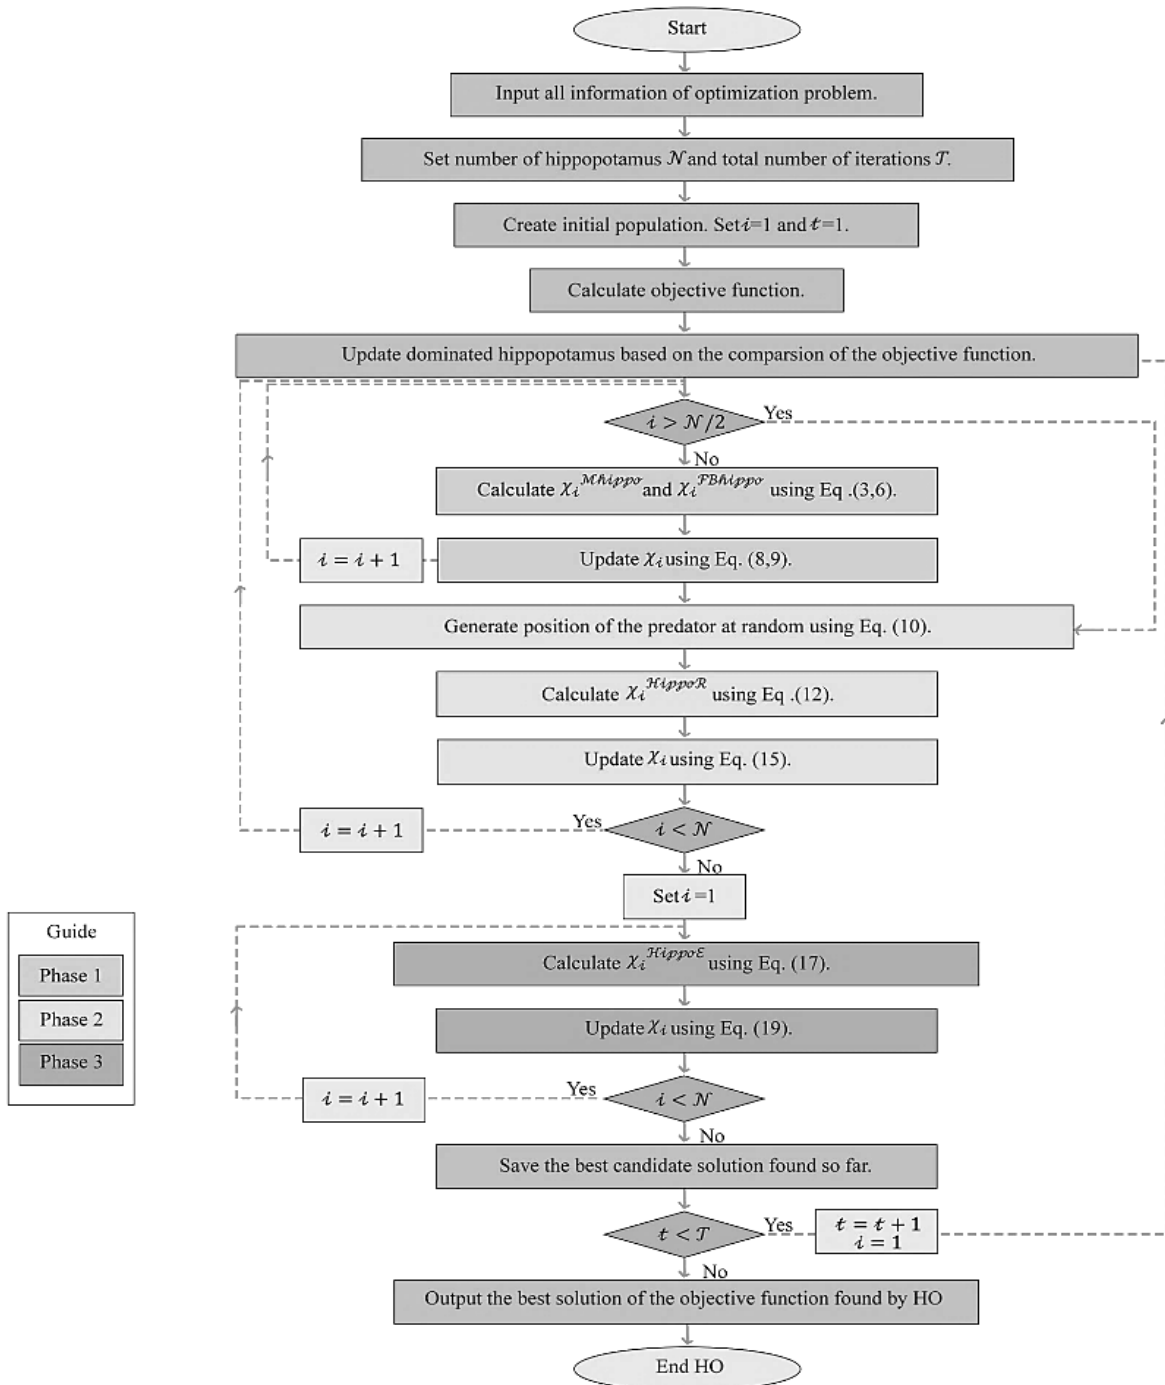 Start
Input all information of optimization problem.
Set number of hippopotamus 𝒩 and total number of iterations 𝒯.
Create initial population. Set 𝒾=1 and 𝓉=1.
Calculate objective function.
Update dominated hippopotamus based on the comparsion of the objective function.
𝒾 > 𝒩/2
Yes
No
Calculate χᵢ^𝓜𝒽𝒾𝓅𝓅ℴ and χᵢ^ℱℬ𝒽𝒾𝓅𝓅ℴ using Eq .(3,6).
𝒾 = 𝒾 + 1
Update χᵢ using Eq. (8,9).
Generate position of the predator at random using Eq. (10).
Calculate χᵢ^ℋ𝒾𝓅𝓅ℴℛ using Eq .(12).
Update χᵢ using Eq. (15).
𝒾 = 𝒾 + 1
Yes
𝒾 < 𝒩
No
Set 𝒾=1
Guide
Phase 1
Phase 2
Phase 3
Calculate χᵢ^ℋ𝒾𝓅𝓅ℴℰ using Eq. (17).
Update χᵢ using Eq. (19).
𝒾 = 𝒾 + 1
Yes
𝒾 < 𝒩
No
Save the best candidate solution found so far.
𝓉 < 𝒯
Yes
𝓉 = 𝓉 + 1
𝒾 = 1
No
Output the best solution of the objective function found by HO
End HO